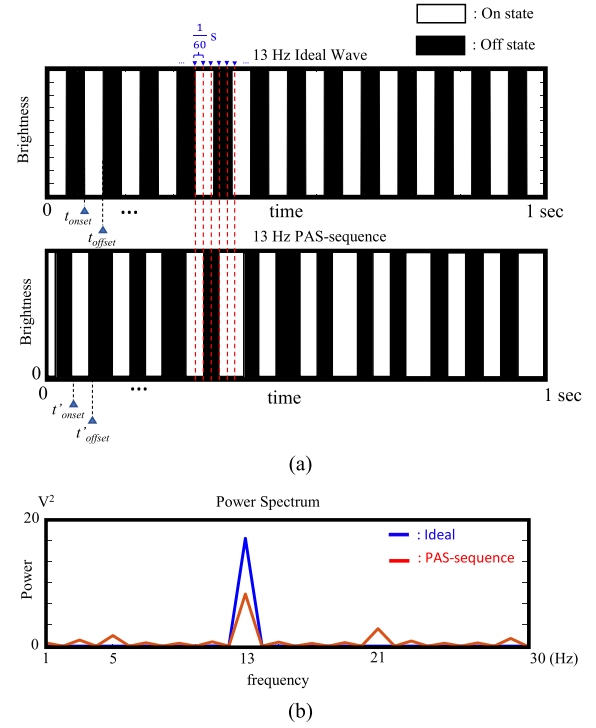 : On state
: Off state
1/60 s
... ...
13 Hz Ideal Wave
Brightness
0 time 1 sec
t_onset ...
t_offset
13 Hz PAS-sequence
Brightness
0
0 time 1 sec
t'_onset ...
t'_offset
(a)
V²
Power Spectrum
20
: Ideal
: PAS-sequence
Power
0
1 5 13 21 30 (Hz)
frequency
(b)